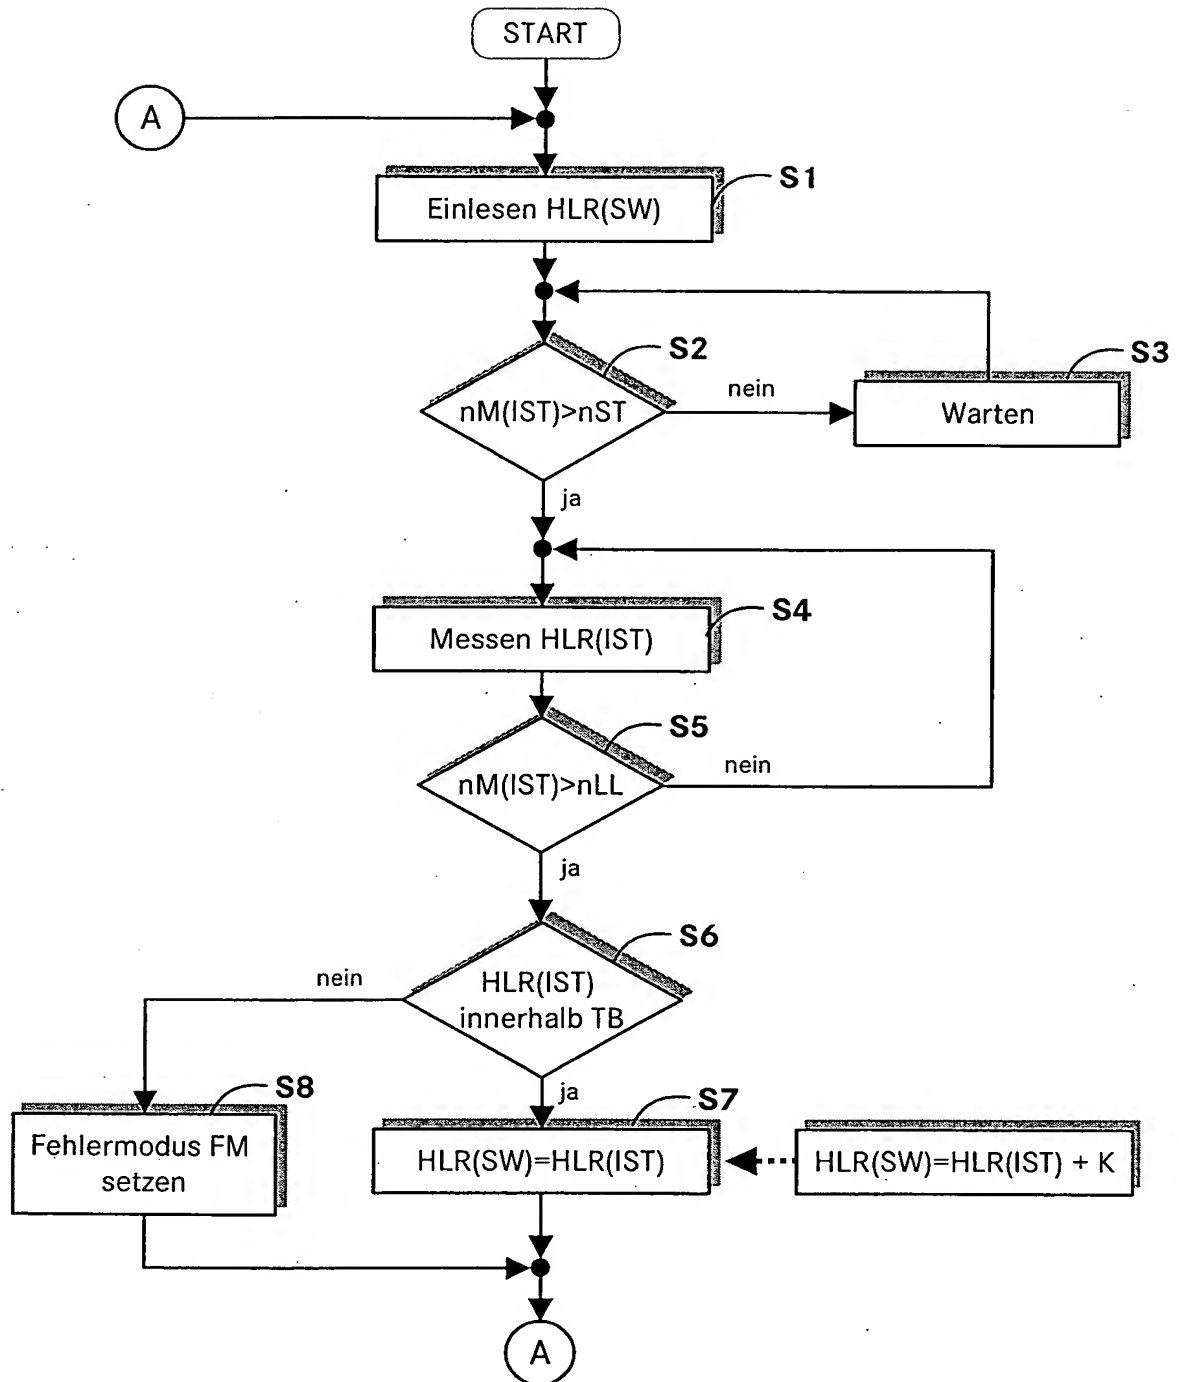 START
A
S1
Einlesen HLR(SW)
S2
nM(IST)>nST
nein
S3
Warten
ja
S4
Messen HLR(IST)
S5
nM(IST)>nLL
nein
ja
S6
HLR(IST)
innerhalb TB
nein
ja
S8
Fehlermodus FM
setzen
S7
HLR(SW)=HLR(IST)
HLR(SW)=HLR(IST) + K
A